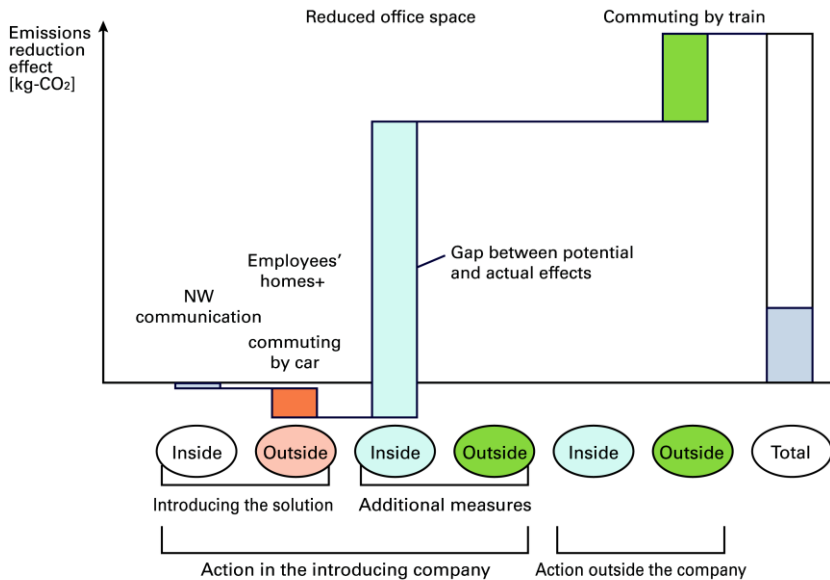 Reduced office space
Commuting by train
Emissions
reduction
effect
[kg-CO₂]
Employees’
homes+
Gap between potential
and actual effects
NW
communication
commuting
by car
Inside
Outside
Inside
Outside
Inside
Outside
Total
Introducing the solution
Additional measures
Action in the introducing company
Action outside the company